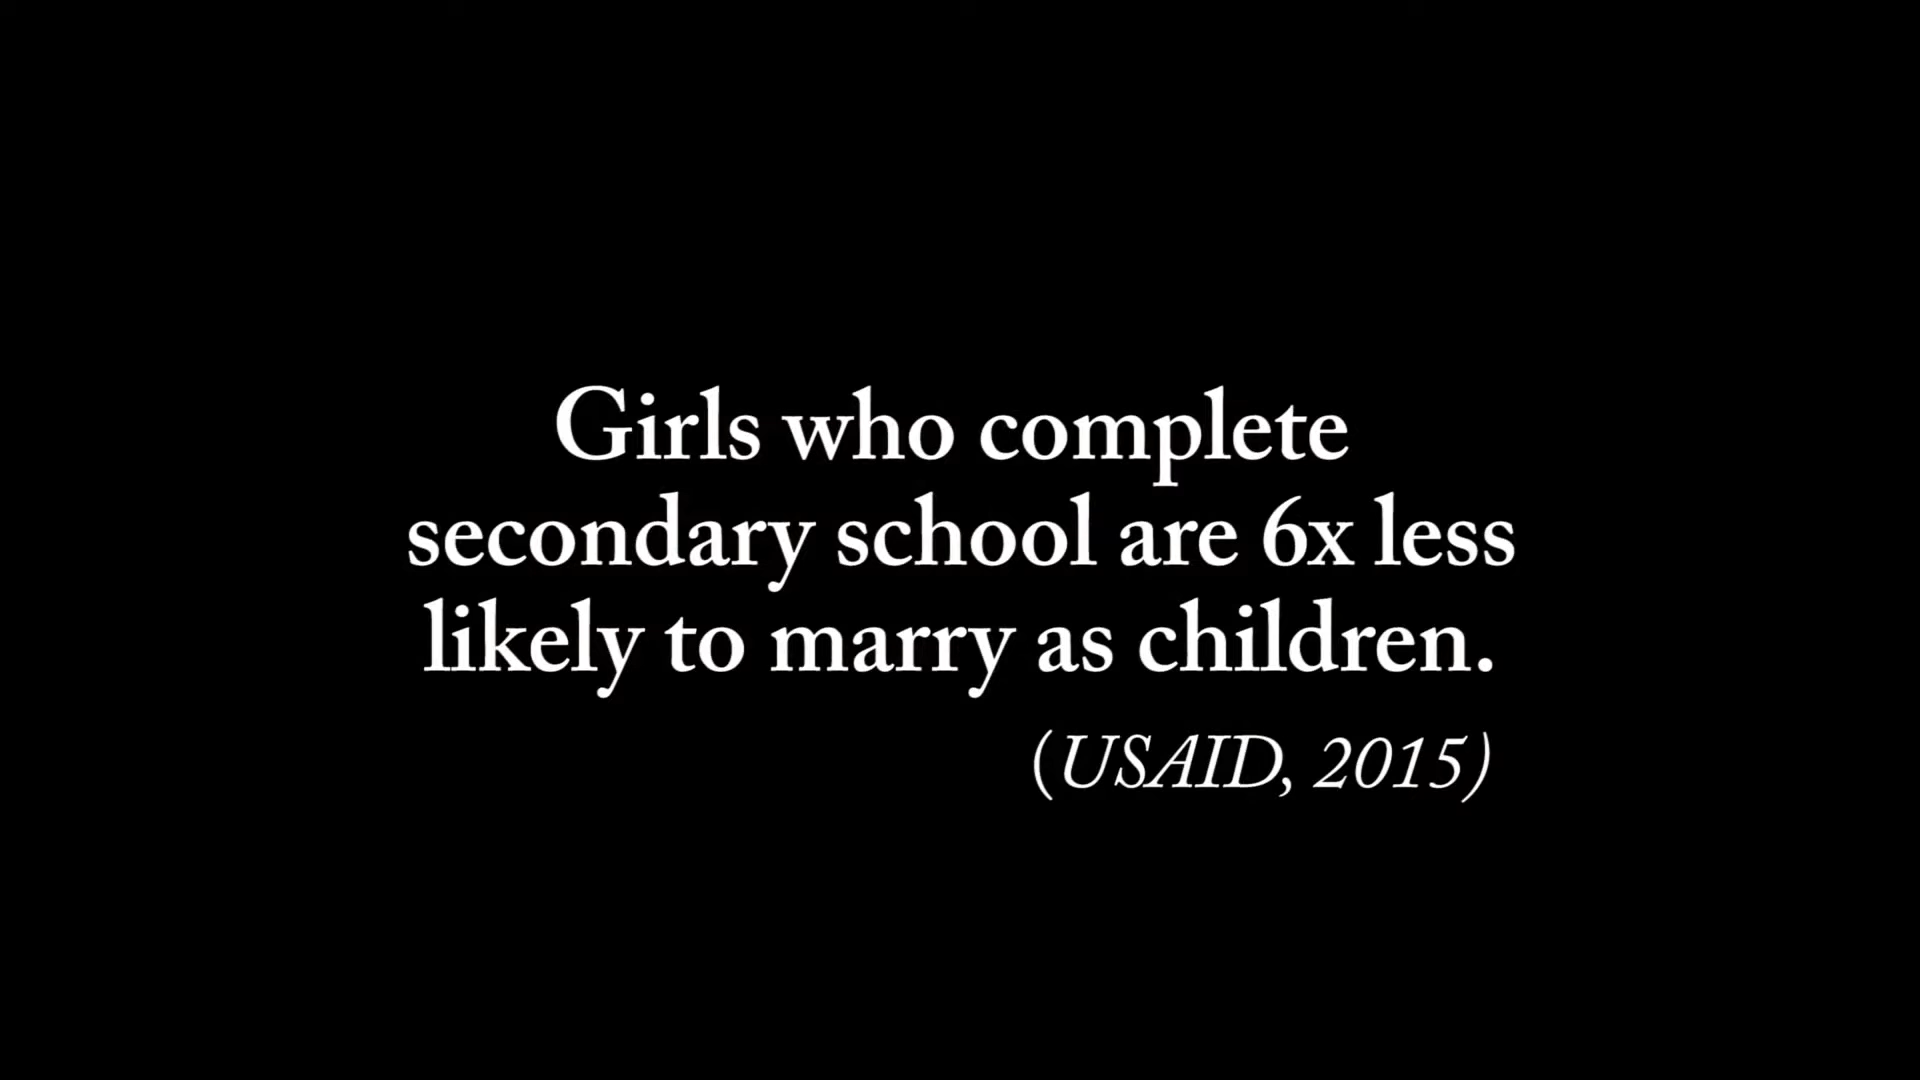 Girls who complete
secondary school are 6x less
likely to marry as children.
(USAID, 2015)